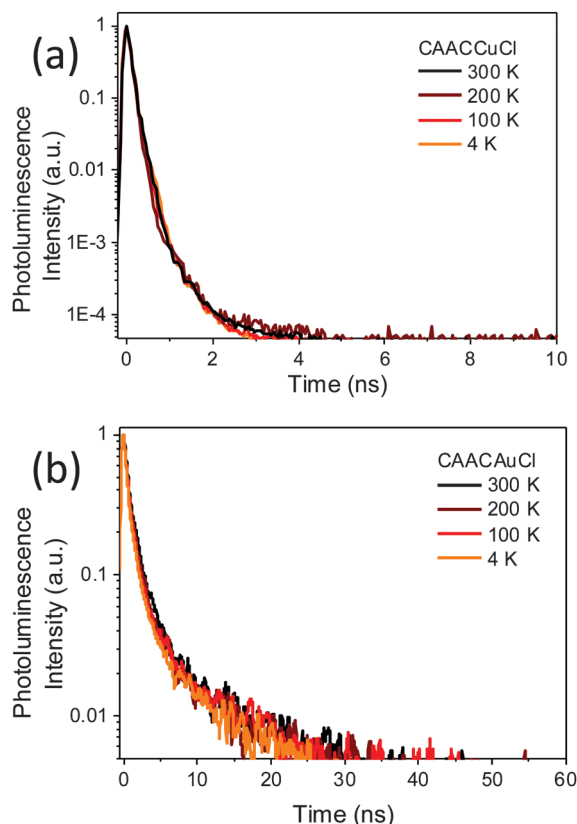 (a)
CAACCuCl
300 K
200 K
100 K
4 K
1
0.1
0.01
1E-3
1E-4
Photoluminescence
Intensity (a.u.)
0 2 4 6 8 10
Time (ns)
(b)
CAACAuCl
300 K
200 K
100 K
4 K
1
0.1
0.01
Photoluminescence
Intensity (a.u.)
0 10 20 30 40 50 60
Time (ns)